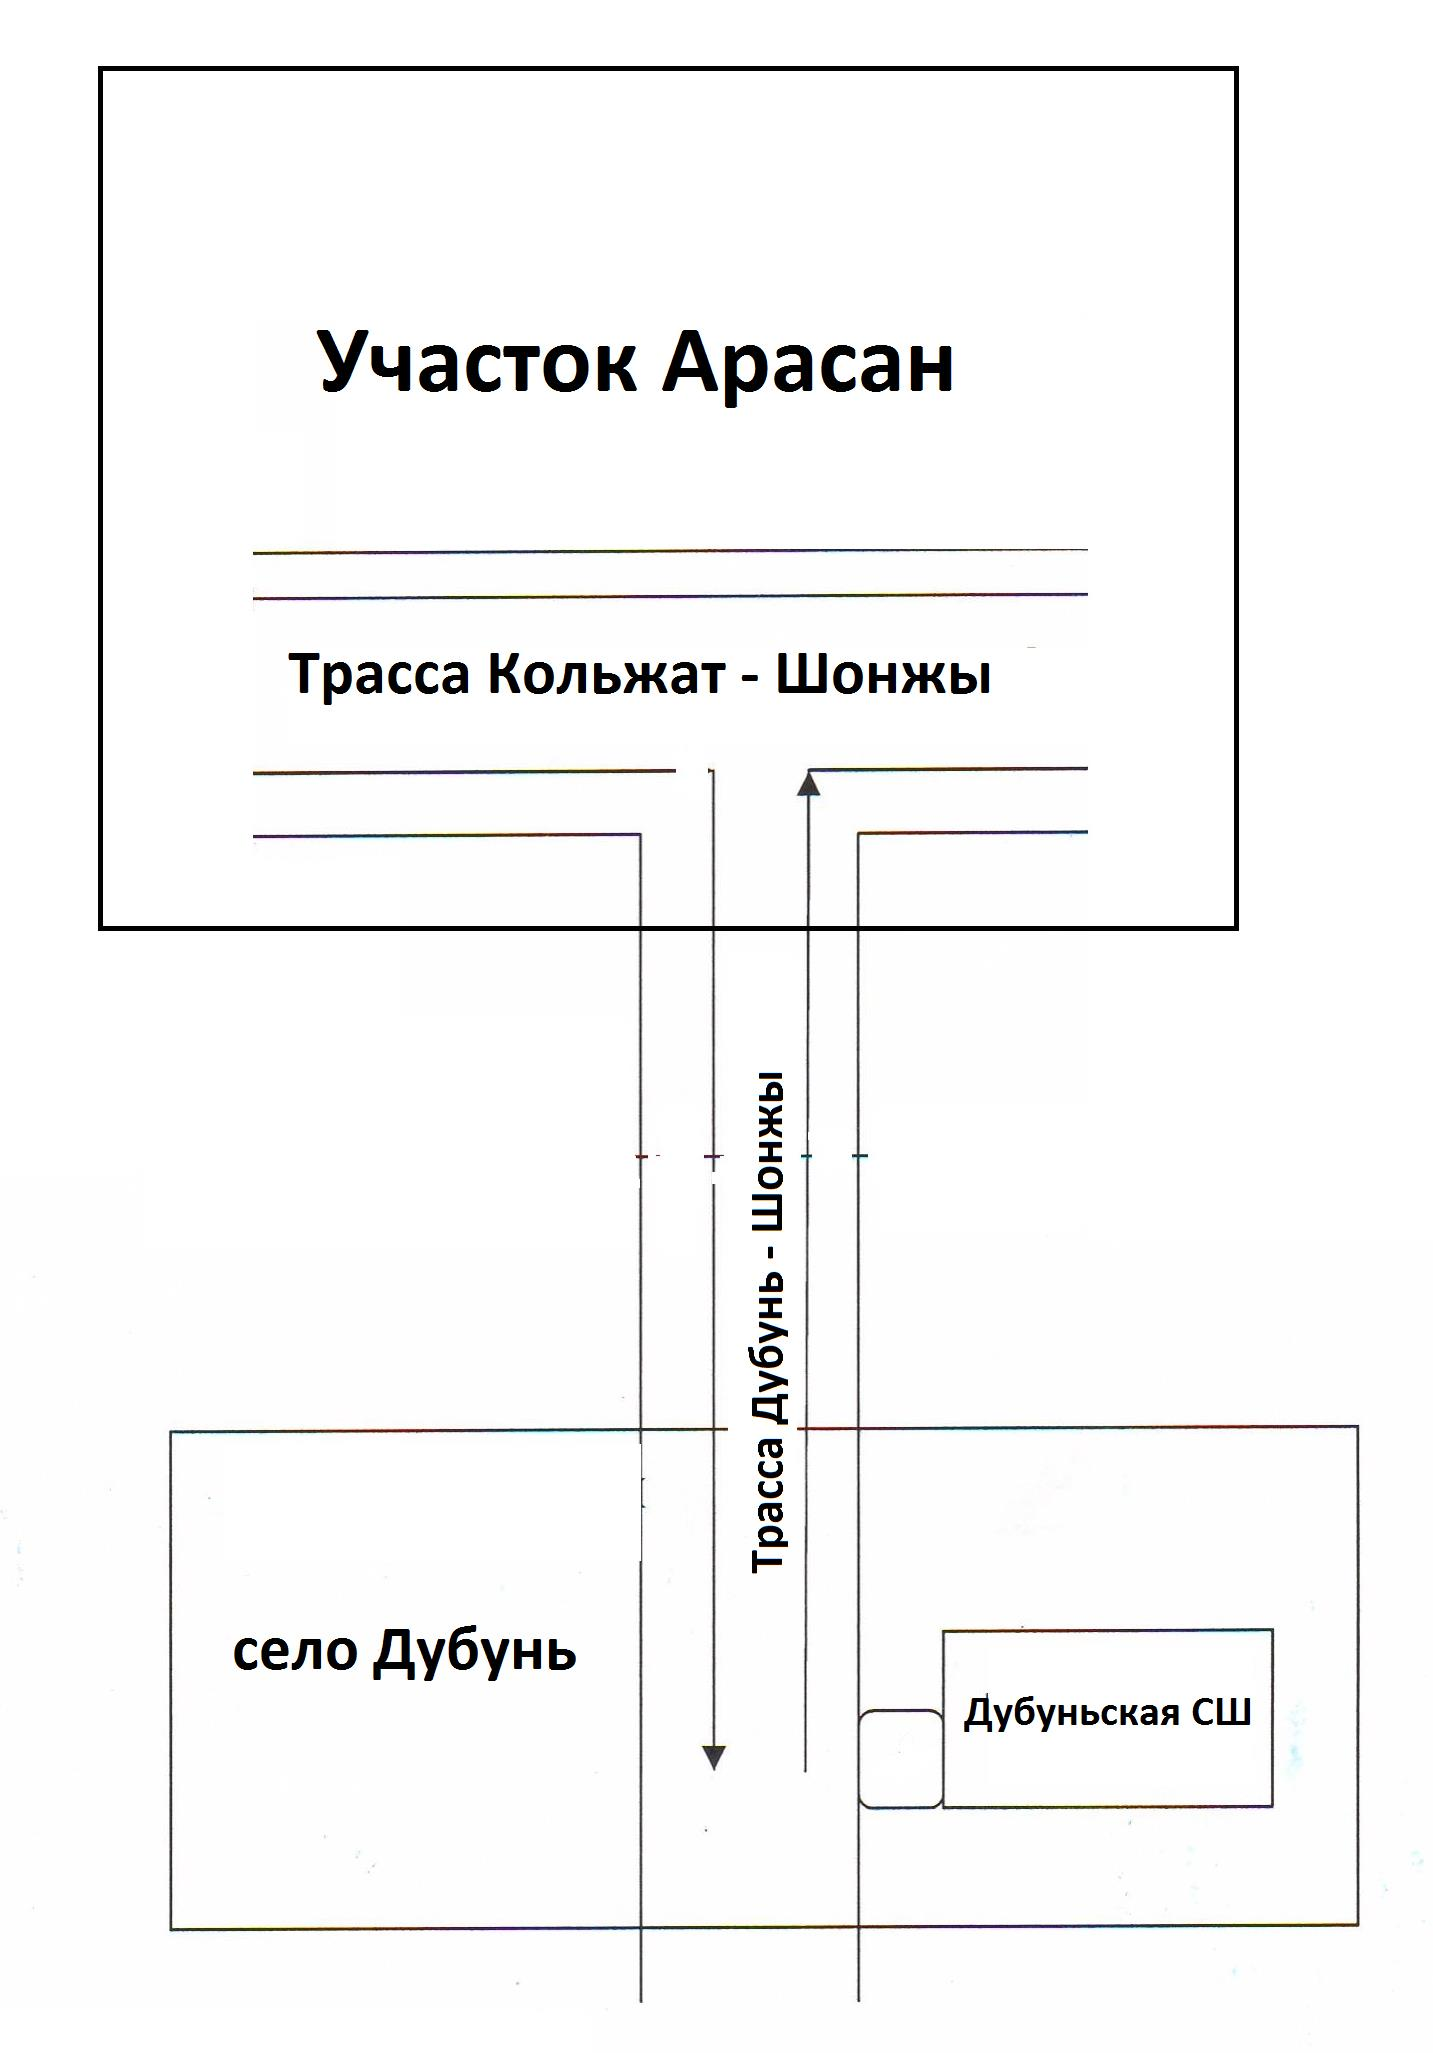 Участок Арасан
Трасса Кольжат - Шонжы
Трасса Дубунь - Шонжы
село Дубунь
Дубуньская СШ